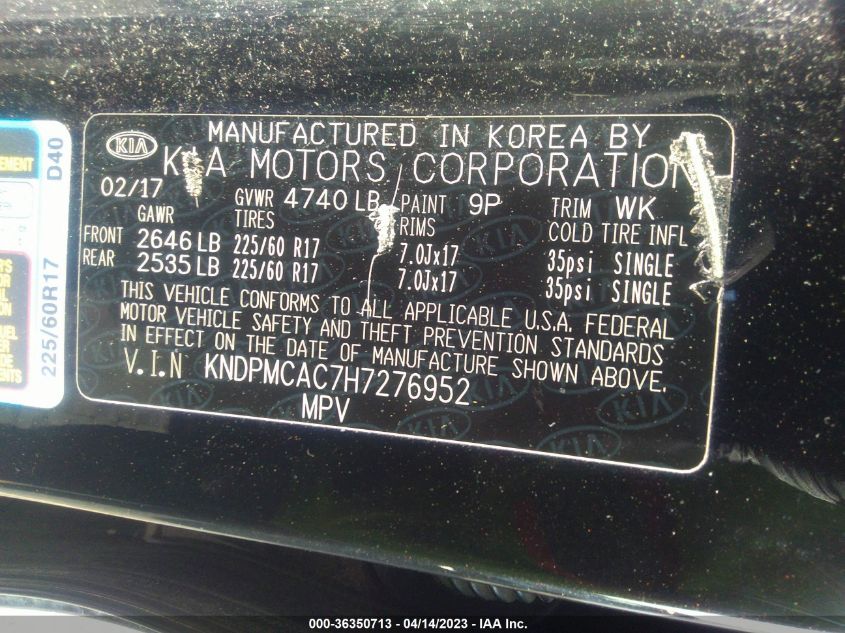 EMENT
D40
225/60R17
KIA
MANUFACTURED IN KOREA BY
KIA MOTORS CORPORATION
02/17 GVWR 4740 LB PAINT 9P TRIM WK
GAWR TIRES RIMS COLD TIRE INFL
FRONT 2646 LB 225/60 R17 7.0Jx17 35psi SINGLE
REAR 2535 LB 225/60 R17 7.0Jx17 35psi SINGLE
THIS VEHICLE CONFORMS TO ALL APPLICABLE U.S.A. FEDERAL
MOTOR VEHICLE SAFETY AND THEFT PREVENTION STANDARDS
IN EFFECT ON THE DATE OF MANUFACTURE SHOWN ABOVE.
V.I.N KNDPMCAC7H7276952
MPV
000-36350713 - 04/14/2023 - IAA Inc.